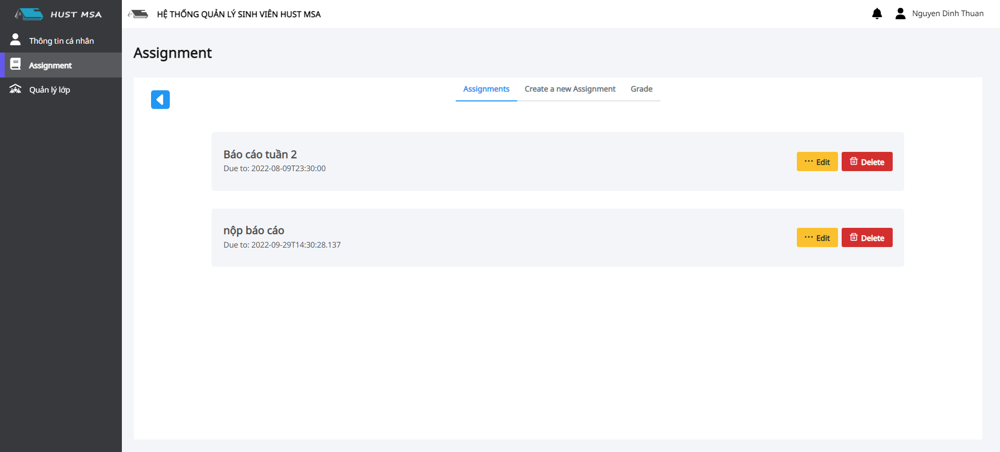 HUST MSA
HỆ THỐNG QUẢN LÝ SINH VIÊN HUST MSA
Nguyen Dinh Thuan
Thông tin cá nhân
Assignment
Quản lý lớp
Assignment
Assignments
Create a new Assignment
Grade
Báo cáo tuần 2
Due to: 2022-08-09T23:30:00
Edit
Delete
nộp báo cáo
Due to: 2022-09-29T14:30:28.137
Edit
Delete